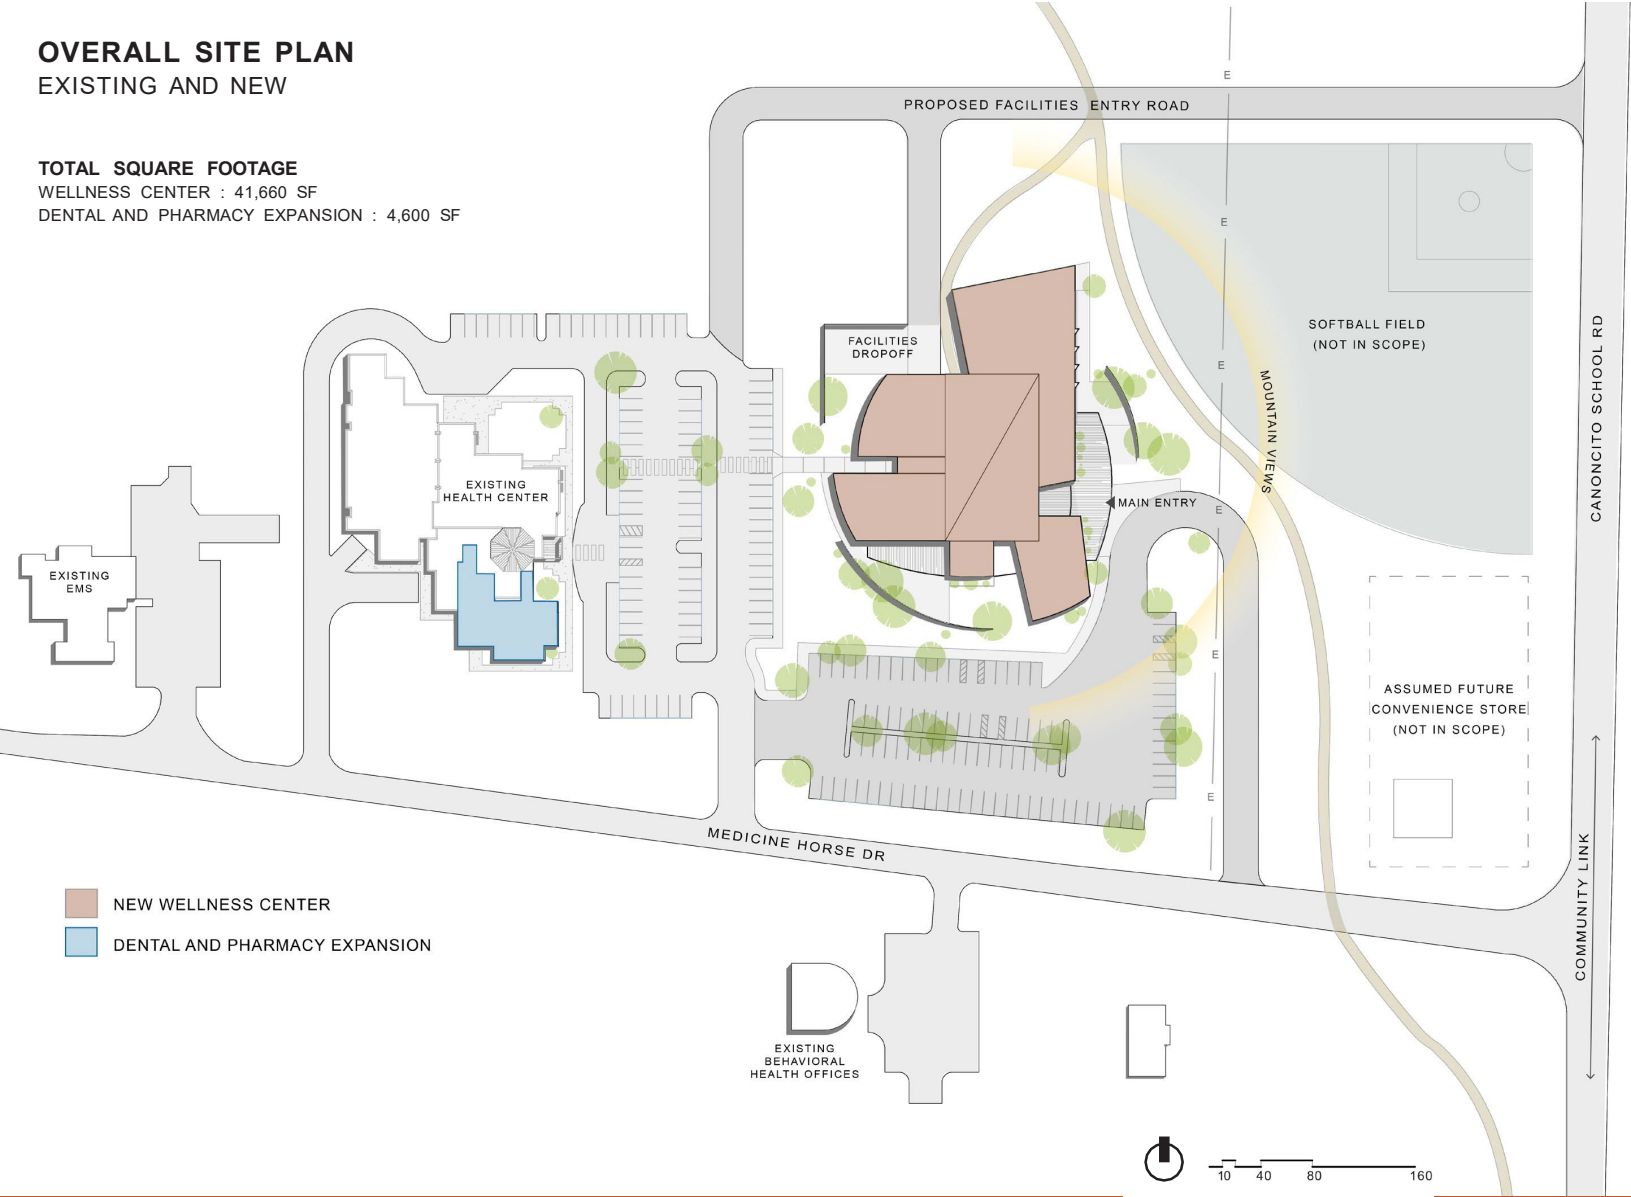 OVERALL SITE PLAN
EXISTING AND NEW
TOTAL SQUARE FOOTAGE
WELLNESS CENTER : 41,660 SF
DENTAL AND PHARMACY EXPANSION : 4,600 SF
PROPOSED FACILITIES ENTRY ROAD
E
E
E
E
E
E
FACILITIES
DROPOFF
SOFTBALL FIELD
(NOT IN SCOPE)
MOUNTAIN VIEWS
CANONCITO SCHOOL RD
EXISTING
HEALTH CENTER
MAIN ENTRY
EXISTING
EMS
ASSUMED FUTURE
CONVENIENCE STORE
(NOT IN SCOPE)
MEDICINE HORSE DR
COMMUNITY LINK
NEW WELLNESS CENTER
DENTAL AND PHARMACY EXPANSION
EXISTING
BEHAVIORAL
HEALTH OFFICES
10 40 80 160